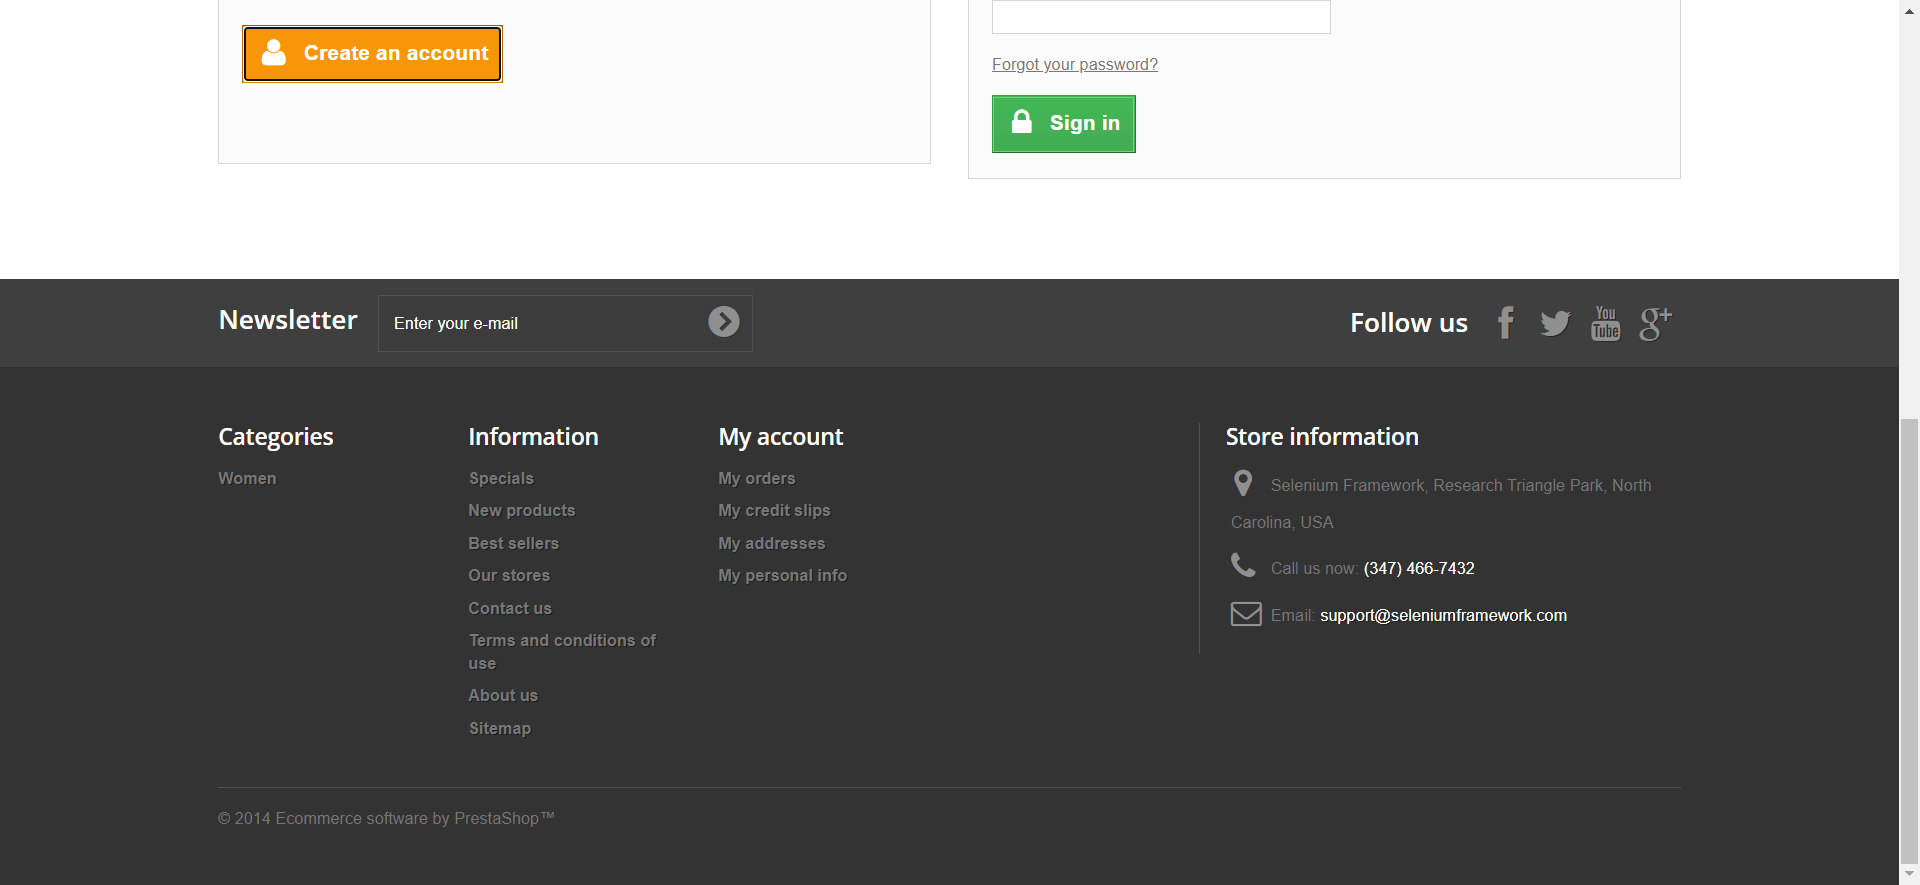 Create an account
Forgot your password?
Sign in
Newsletter
Enter your e-mail
Follow us
You
Tube
g+
Categories
Women
Information
Specials
New products
Best sellers
Our stores
Contact us
Terms and conditions of
use
About us
Sitemap
My account
My orders
My credit slips
My addresses
My personal info
Store information
Selenium Framework, Research Triangle Park, North
Carolina, USA
Call us now: (347) 466-7432
Email: support@seleniumframework.com
© 2014 Ecommerce software by PrestaShop™